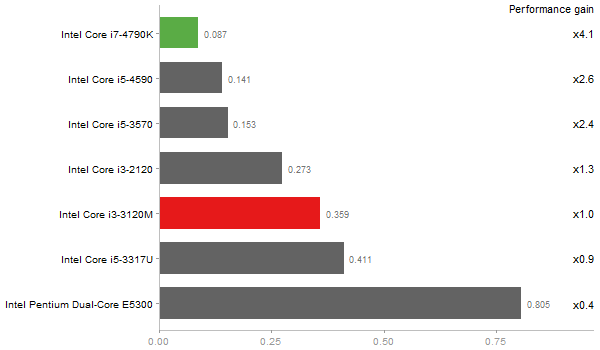 Performance gain
Intel Core i7-4790K 0.087 x4.1
Intel Core i5-4590 0.141 x2.6
Intel Core i5-3570 0.153 x2.4
Intel Core i3-2120 0.273 x1.3
Intel Core i3-3120M 0.359 x1.0
Intel Core i5-3317U 0.411 x0.9
Intel Pentium Dual-Core E5300 0.805 x0.4
0.00 0.25 0.50 0.75